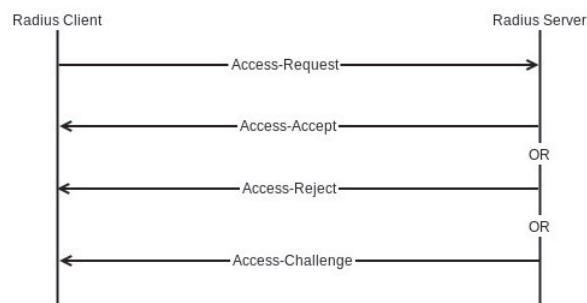 Radius Client
Radius Server
Access-Request
Access-Accept
OR
Access-Reject
OR
Access-Challenge